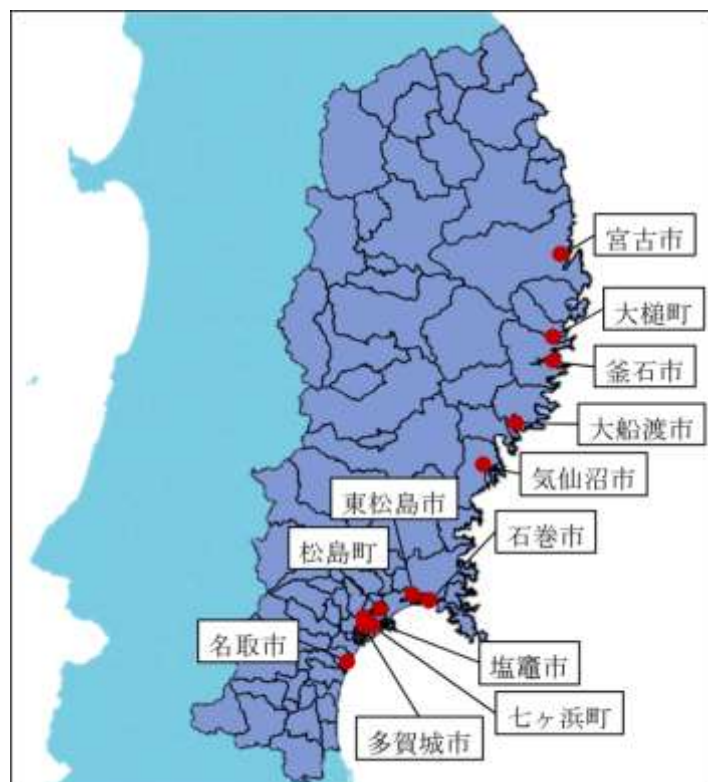 宮古市
大槌町
釜石市
大船渡市
気仙沼市
東松島市
石巻市
松島町
名取市
塩竈市
七ヶ浜町
多賀城市